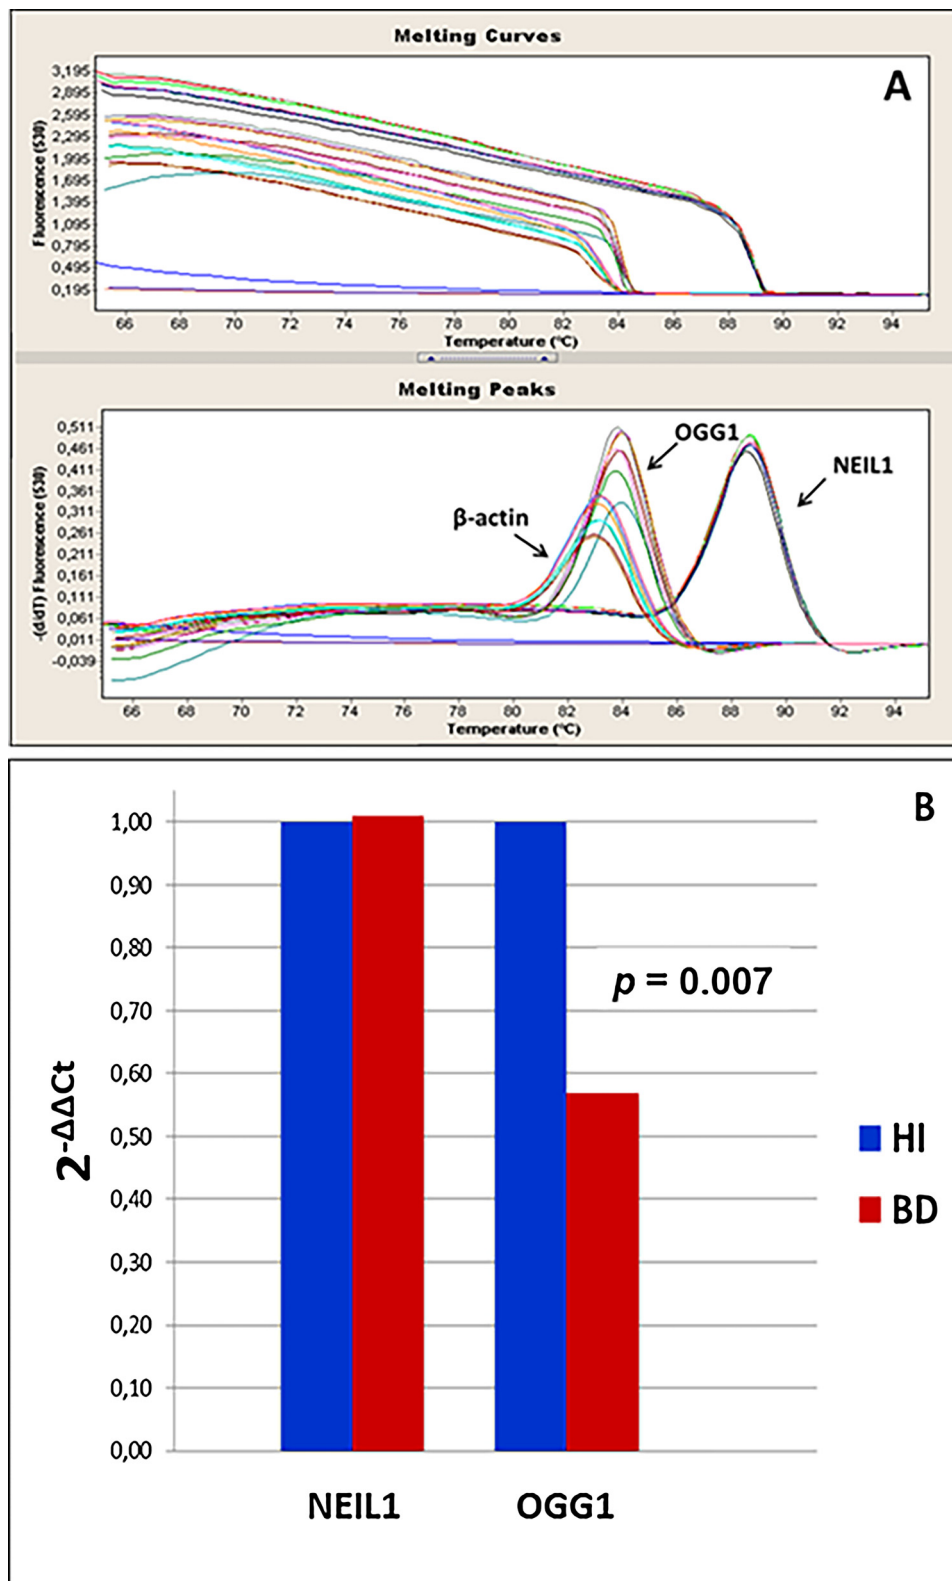 Melting Curves
A
Fluorescence (530)
3,195
2,895
2,595
2,295
1,995
1,695
1,395
1,095
0,795
0,495
0,195
66 68 70 72 74 76 78 80 82 84 86 88 90 92 94
Temperature (ºC)
Melting Peaks
-(d/dT) Fluorescence (530)
0,511
0,461
0,411
0,361
0,311
0,261
0,211
0,161
0,111
0,061
0,011
-0,039
OGG1
NEIL1
β-actin
66 68 70 72 74 76 78 80 82 84 86 88 90 92 94
Temperature (ºC)
B
2-ΔΔCt
1,00
0,90
0,80
0,70
0,60
0,50
0,40
0,30
0,20
0,10
0,00
p = 0.007
HI
BD
NEIL1 OGG1